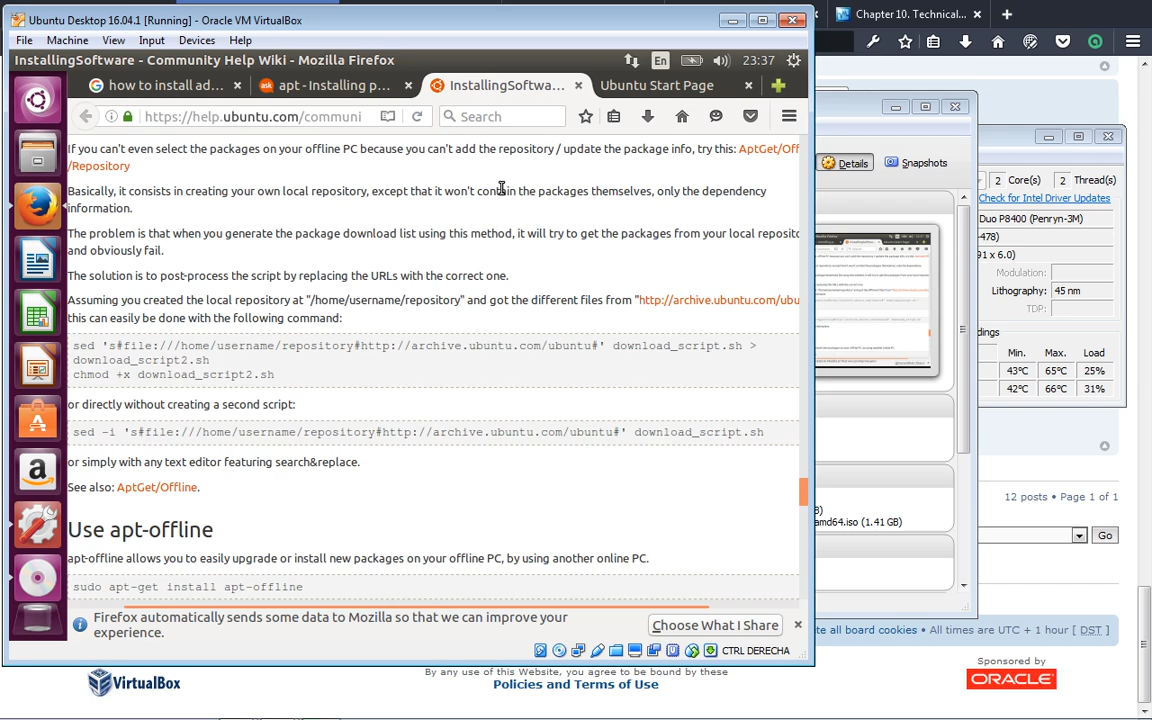 Ubuntu Desktop 16.04.1 [Running] - Oracle VM VirtualBox
File Machine View Input Devices Help
InstallingSoftware - Community Help Wiki - Mozilla Firefox
En
23:37
how to install ad...
apt - Installing p...
InstallingSoftwa...
Ubuntu Start Page
https://help.ubuntu.com/communi
Search
If you can't even select the packages on your offline PC because you can't add the repository / update the package info, try this: AptGet/Off
/Repository
Basically, it consists in creating your own local repository, except that it won't contain the packages themselves, only the dependency
information.
The problem is that when you generate the package download list using this method, it will try to get the packages from your local reposito
and obviously fail.
The solution is to post-process the script by replacing the URLs with the correct one.
Assuming you created the local repository at "/home/username/repository" and got the different files from "http://archive.ubuntu.com/ubu
this can easily be done with the following command:
sed 's#file:///home/username/repository#http://archive.ubuntu.com/ubuntu#' download_script.sh >
download_script2.sh
chmod +x download_script2.sh
or directly without creating a second script:
sed -i 's#file:///home/username/repository#http://archive.ubuntu.com/ubuntu#' download_script.sh
or simply with any text editor featuring search&replace.
See also: AptGet/Offline.
Use apt-offline
apt-offline allows you to easily upgrade or install new packages on your offline PC, by using another online PC.
sudo apt-get install apt-offline
Firefox automatically sends some data to Mozilla so that we can improve your
experience.
Choose What I Share
CTRL DERECHA
Chapter 10. Technical...
Details
Snapshots
2 Core(s) 2 Thread(s)
Check for Intel Driver Updates
Duo P8400 (Penryn-3M)
-478)
91 x 6.0)
Modulation:
Lithography: 45 nm
TDP:
dings
Min. Max. Load
43°C 65°C 25%
42°C 66°C 31%
B)
amd64.iso (1.41 GB)
12 posts • Page 1 of 1
Go
te all board cookies • All times are UTC + 1 hour [ DST ]
VirtualBox
By any use of this Website, you agree to be bound by these
Policies and Terms of Use
Sponsored by
ORACLE